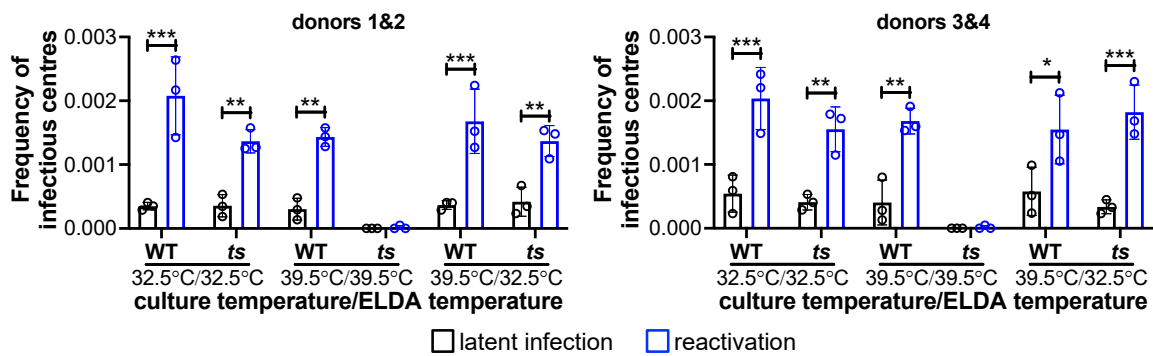 donors 1&2
Frequency of
infectious centres
0.003
0.002
0.001
0.000
***
**
**
***
**
WT ts WT ts WT ts
32.5°C/32.5°C 39.5°C/39.5°C 39.5°C/32.5°C
culture temperature/ELDA temperature
donors 3&4
Frequency of
infectious centres
0.003
0.002
0.001
0.000
***
**
**
*
***
WT ts WT ts WT ts
32.5°C/32.5°C 39.5°C/39.5°C 39.5°C/32.5°C
culture temperature/ELDA temperature
latent infection reactivation